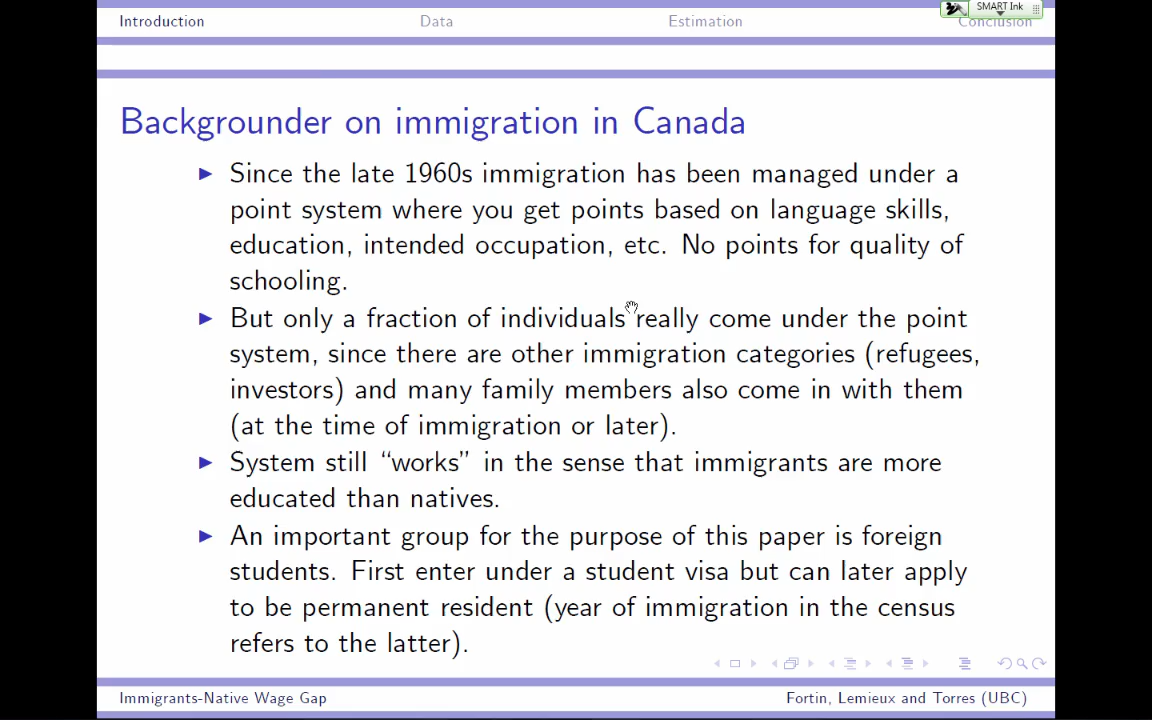 Introduction Data Estimation Conclusion
SMART Ink
Backgrounder on immigration in Canada
Since the late 1960s immigration has been managed under a
point system where you get points based on language skills,
education, intended occupation, etc. No points for quality of
schooling.
But only a fraction of individuals really come under the point
system, since there are other immigration categories (refugees,
investors) and many family members also come in with them
(at the time of immigration or later).
System still “works” in the sense that immigrants are more
educated than natives.
An important group for the purpose of this paper is foreign
students. First enter under a student visa but can later apply
to be permanent resident (year of immigration in the census
refers to the latter).
Immigrants-Native Wage Gap Fortin, Lemieux and Torres (UBC)